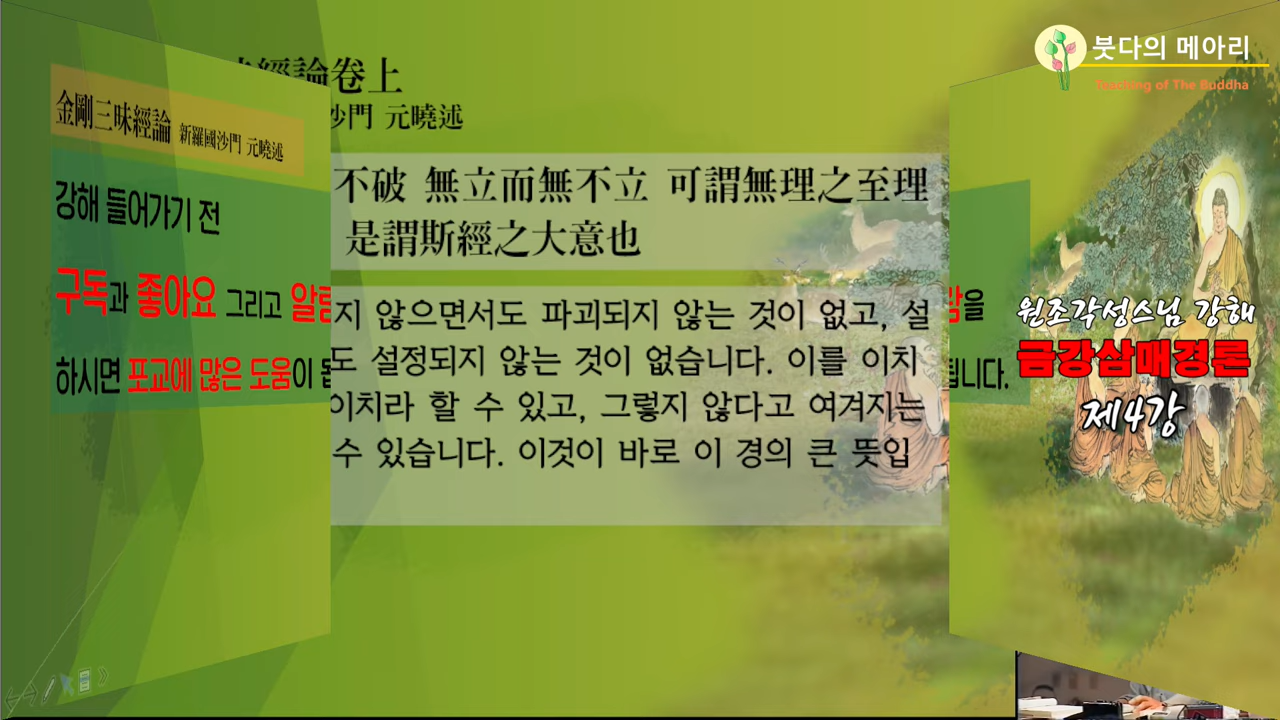 붓다의 메아리
Teaching of The Buddha
經論卷上
沙門 元曉述
金剛三昧經論 新羅國沙門 元曉述
강해 들어가기 전
구독과 좋아요 그리고
하시면 포교에 많은 도움이
을
됩니다.
不破 無立而無不立 可謂無理之至理
是謂斯經之大意也
지 않으면서도 파괴되지 않는 것이 없고, 설
도 설정되지 않는 것이 없습니다. 이를 이치
이치라 할 수 있고, 그렇지 않다고 여겨지는
수 있습니다. 이것이 바로 이 경의 큰 뜻입
원조각성스님 강해
금강삼매경론
제4강